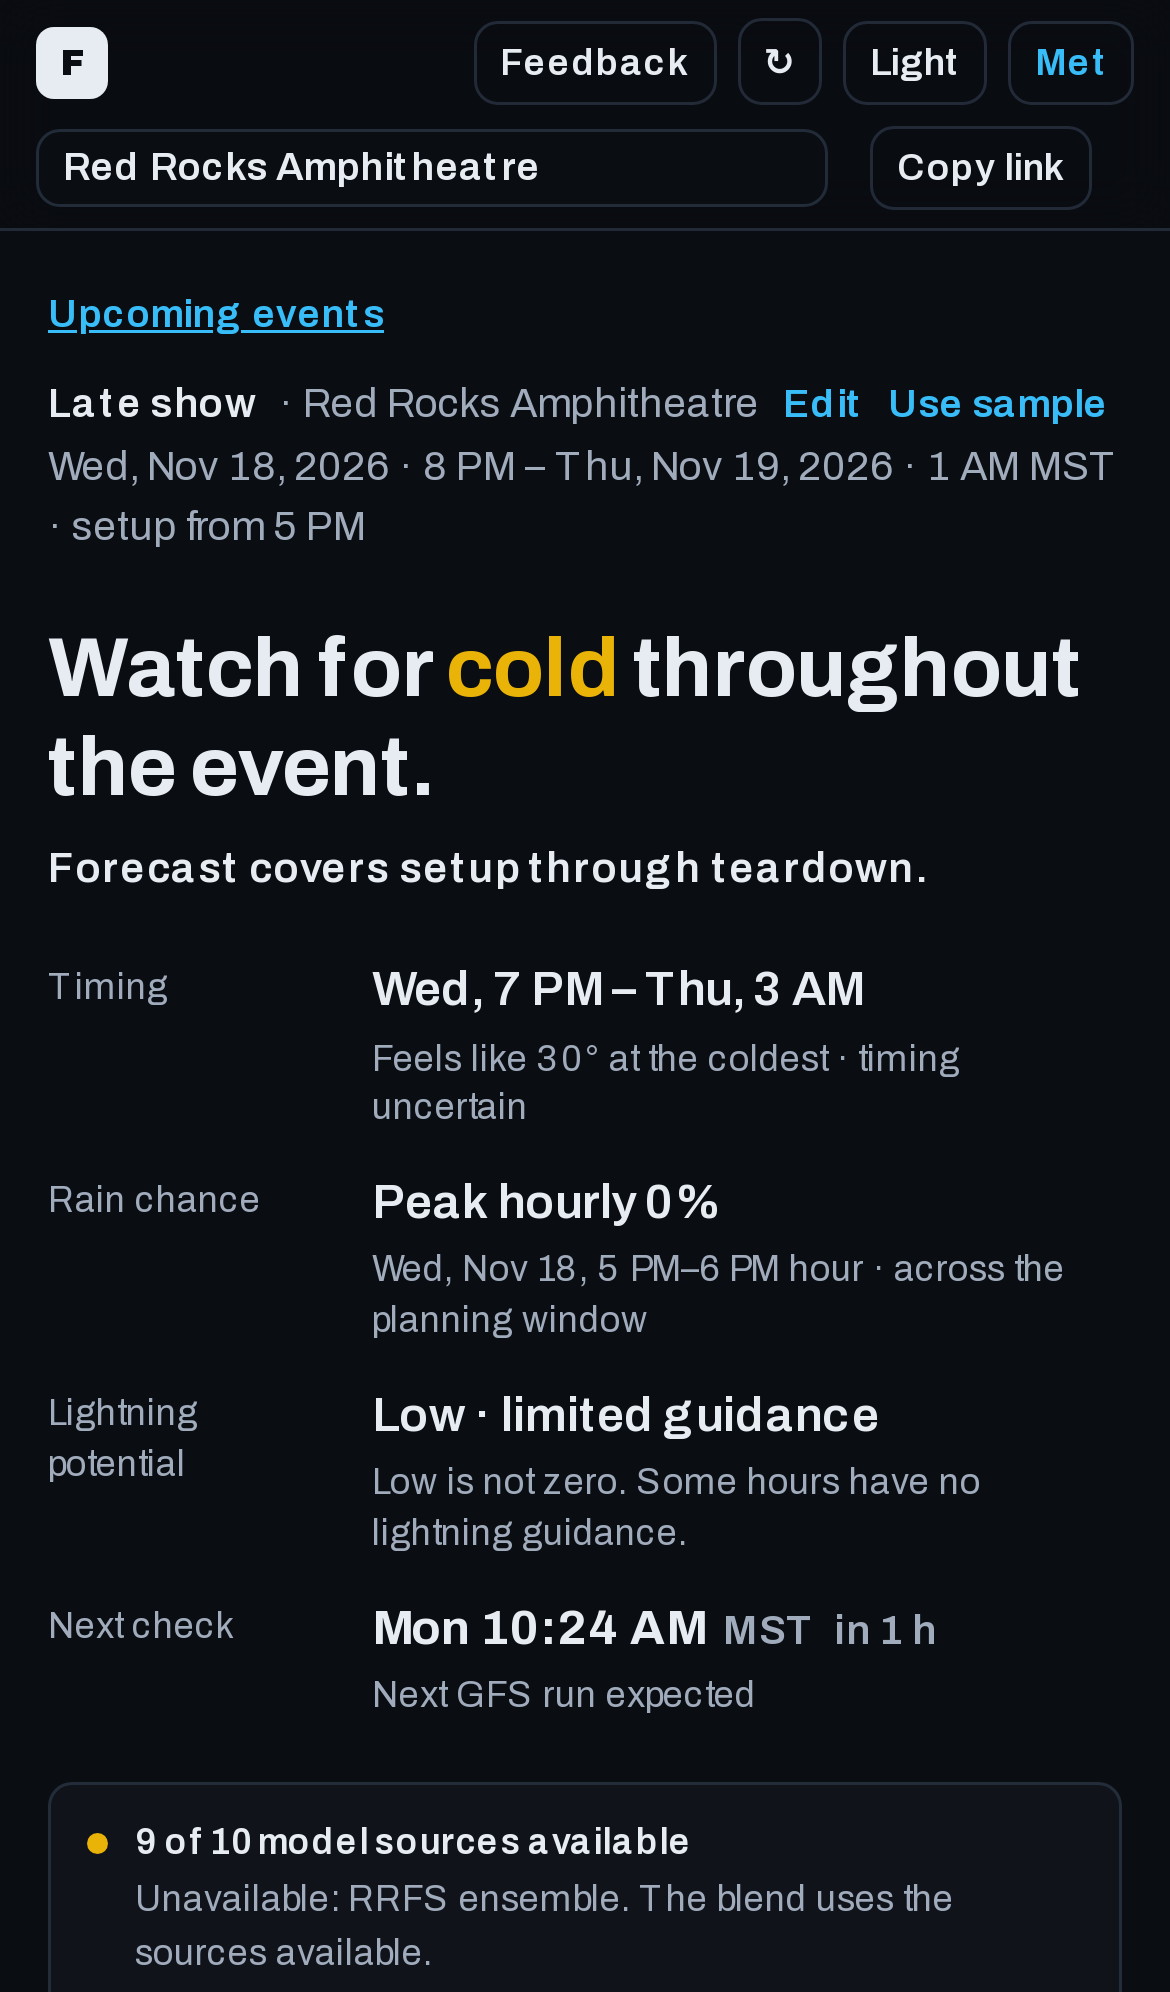 F
Feedback ↻ Light Met
Red Rocks Amphitheatre Copy link
Upcoming events
Late show · Red Rocks Amphitheatre Edit Use sample
Wed, Nov 18, 2026 · 8 PM – Thu, Nov 19, 2026 · 1 AM MST
· setup from 5 PM
Watch for cold throughout
the event.
Forecast covers setup through teardown.
Timing
Wed, 7 PM – Thu, 3 AM
Feels like 30° at the coldest · timing
uncertain
Rain chance
Peak hourly 0%
Wed, Nov 18, 5 PM–6 PM hour · across the
planning window
Lightning
potential
Low · limited guidance
Low is not zero. Some hours have no
lightning guidance.
Next check
Mon 10:24 AM MST in 1 h
Next GFS run expected
9 of 10 model sources available
Unavailable: RRFS ensemble. The blend uses the
sources available.